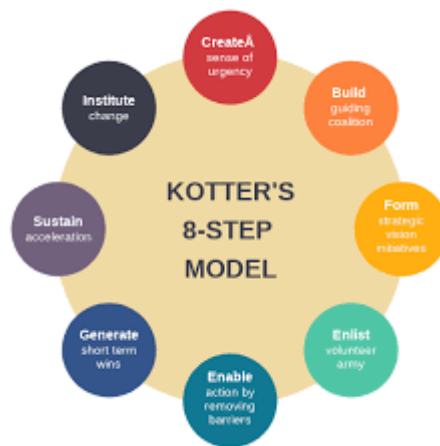 KOTTER'S
8-STEP
MODEL
CreateÂ
sense of
urgency
Build
guiding
coalition
Form
strategic
vision
initiatives
Enlist
volunteer
army
Enable
action by
removing
barriers
Generate
short term
wins
Sustain
acceleration
Institute
change